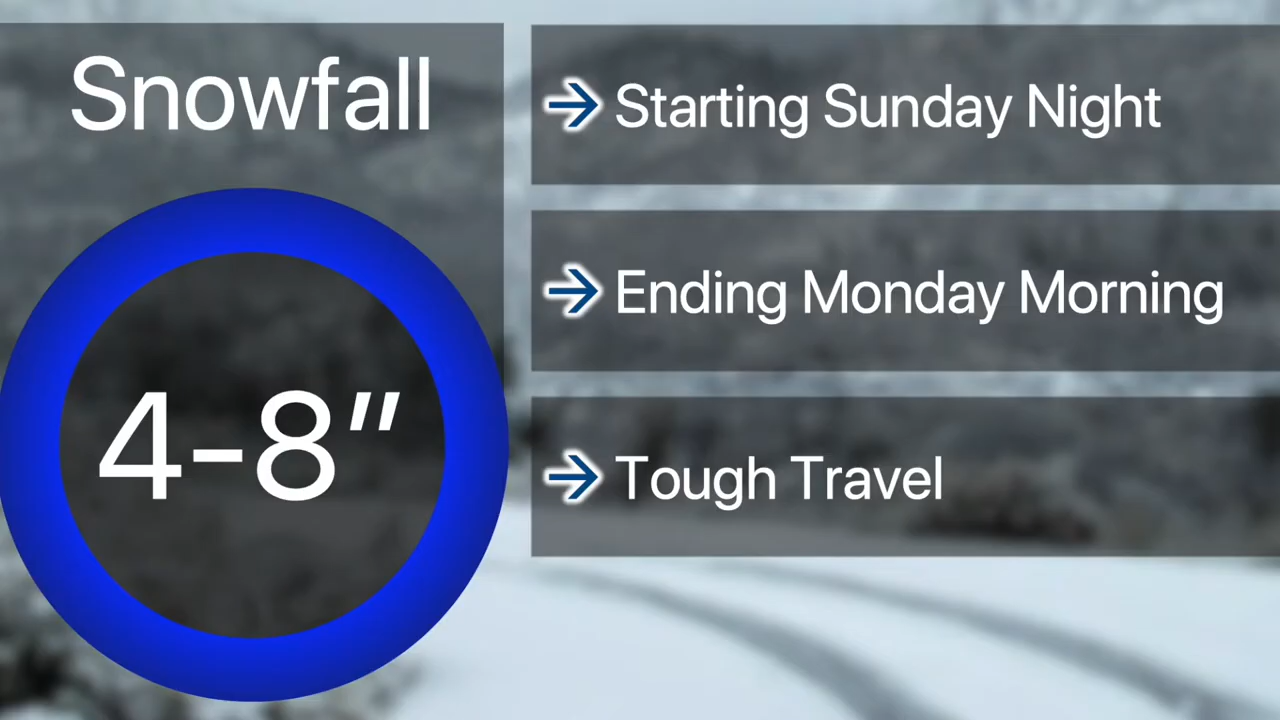 Snowfall
4-8"
Starting Sunday Night
Ending Monday Morning
Tough Travel